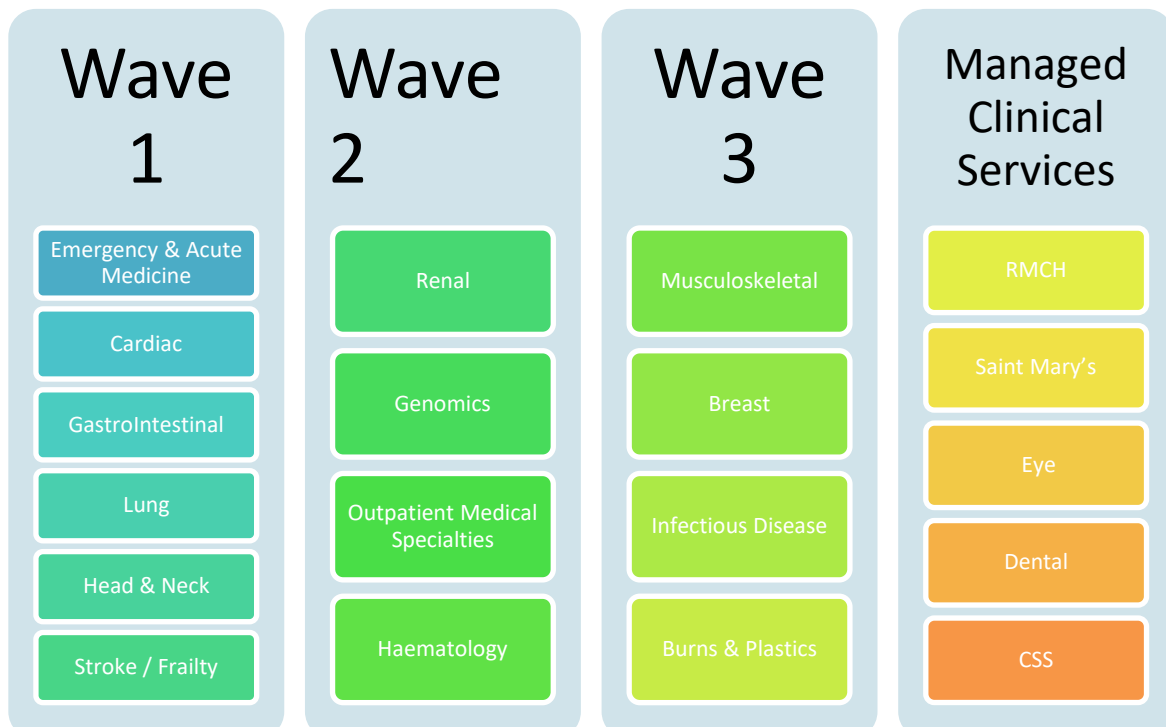 Wave
1
Emergency & Acute
Medicine
Cardiac
GastroIntestinal
Lung
Head & Neck
Stroke / Frailty
Wave
2
Renal
Genomics
Outpatient Medical
Specialties
Haematology
Wave
3
Musculoskeletal
Breast
Infectious Disease
Burns & Plastics
Managed
Clinical
Services
RMCH
Saint Mary’s
Eye
Dental
CSS